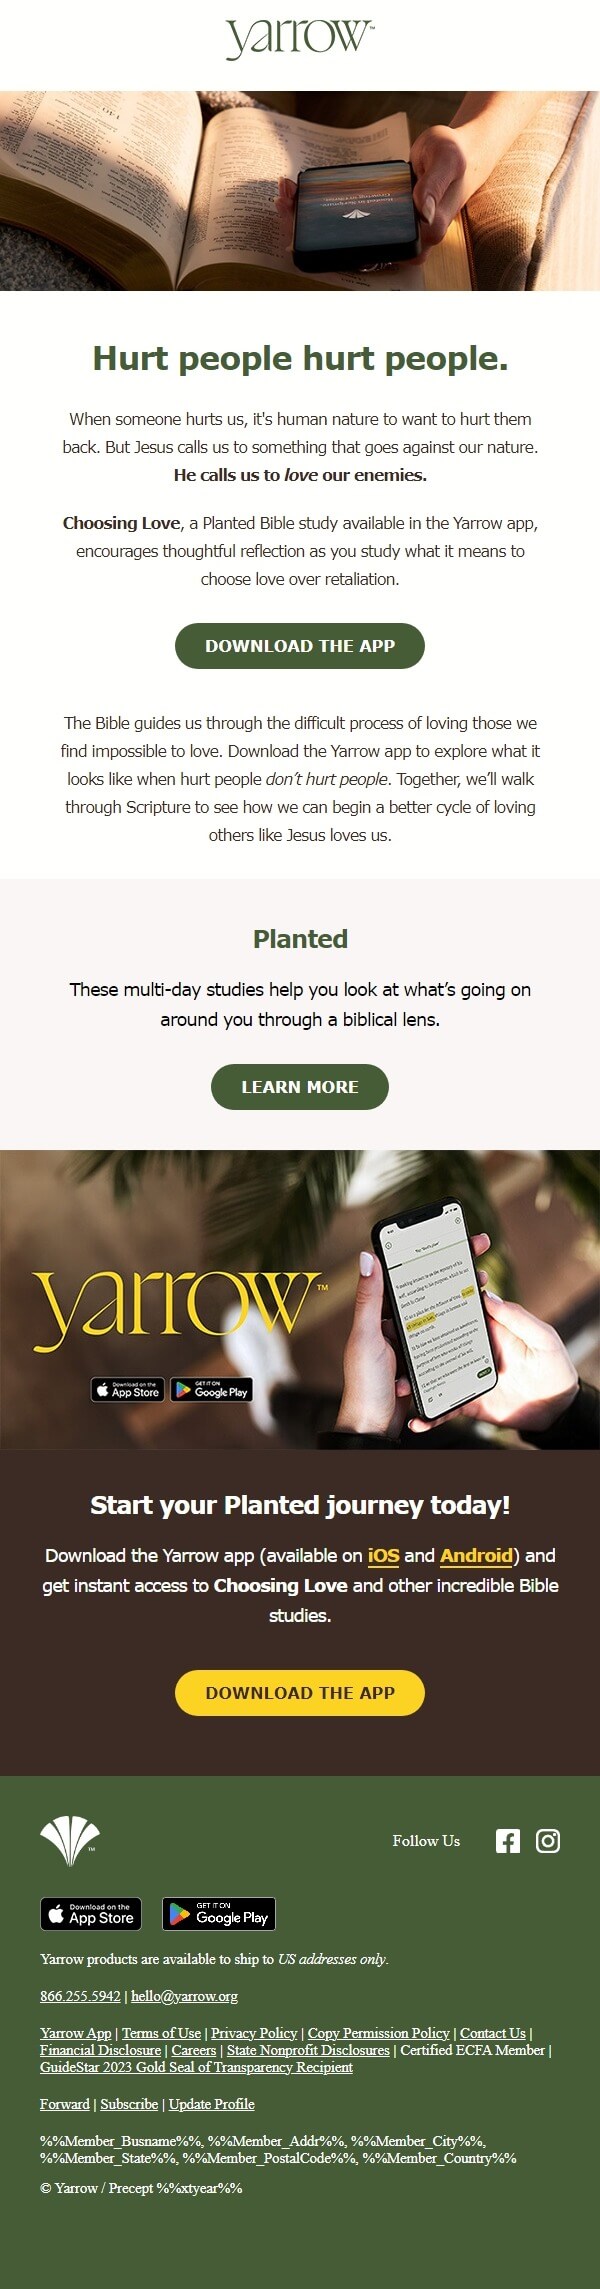 yarrow™
Hurt people hurt people.
When someone hurts us, it's human nature to want to hurt them
back. But Jesus calls us to something that goes against our nature.
He calls us to love our enemies.
Choosing Love, a Planted Bible study available in the Yarrow app,
encourages thoughtful reflection as you study what it means to
choose love over retaliation.
DOWNLOAD THE APP
The Bible guides us through the difficult process of loving those we
find impossible to love. Download the Yarrow app to explore what it
looks like when hurt people don’t hurt people. Together, we’ll walk
through Scripture to see how we can begin a better cycle of loving
others like Jesus loves us.
Planted
These multi-day studies help you look at what’s going on
around you through a biblical lens.
LEARN MORE
yarrow™
Download on the
App Store
GET IT ON
Google Play
Start your Planted journey today!
Download the Yarrow app (available on iOS and Android) and
get instant access to Choosing Love and other incredible Bible
studies.
DOWNLOAD THE APP
TM
Follow Us
Download on the
App Store
GET IT ON
Google Play
Yarrow products are available to ship to US addresses only.
866.255.5942 | hello@yarrow.org
Yarrow App | Terms of Use | Privacy Policy | Copy Permission Policy | Contact Us |
Financial Disclosure | Careers | State Nonprofit Disclosures | Certified ECFA Member |
GuideStar 2023 Gold Seal of Transparency Recipient
Forward | Subscribe | Update Profile
%%Member_Busname%%, %%Member_Addr%%, %%Member_City%%,
%%Member_State%%, %%Member_PostalCode%%, %%Member_Country%%
© Yarrow / Precept %%xtyear%%